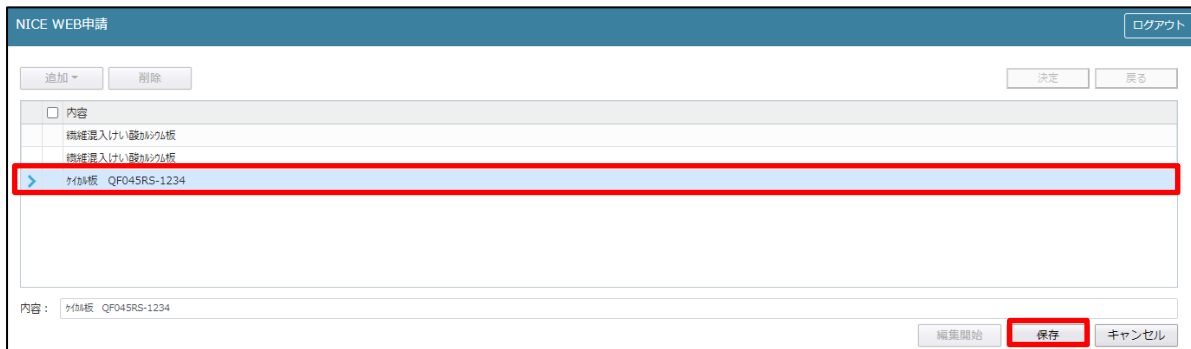 NICE WEB申請 ログアウト
追加 削除 決定 戻る
内容
繊維混入けい酸ｶﾙｼｳﾑ板
繊維混入けい酸ｶﾙｼｳﾑ板
ｹｲｶﾙ板 QF045RS-1234
内容： ｹｲｶﾙ板 QF045RS-1234
編集開始 保存 キャンセル